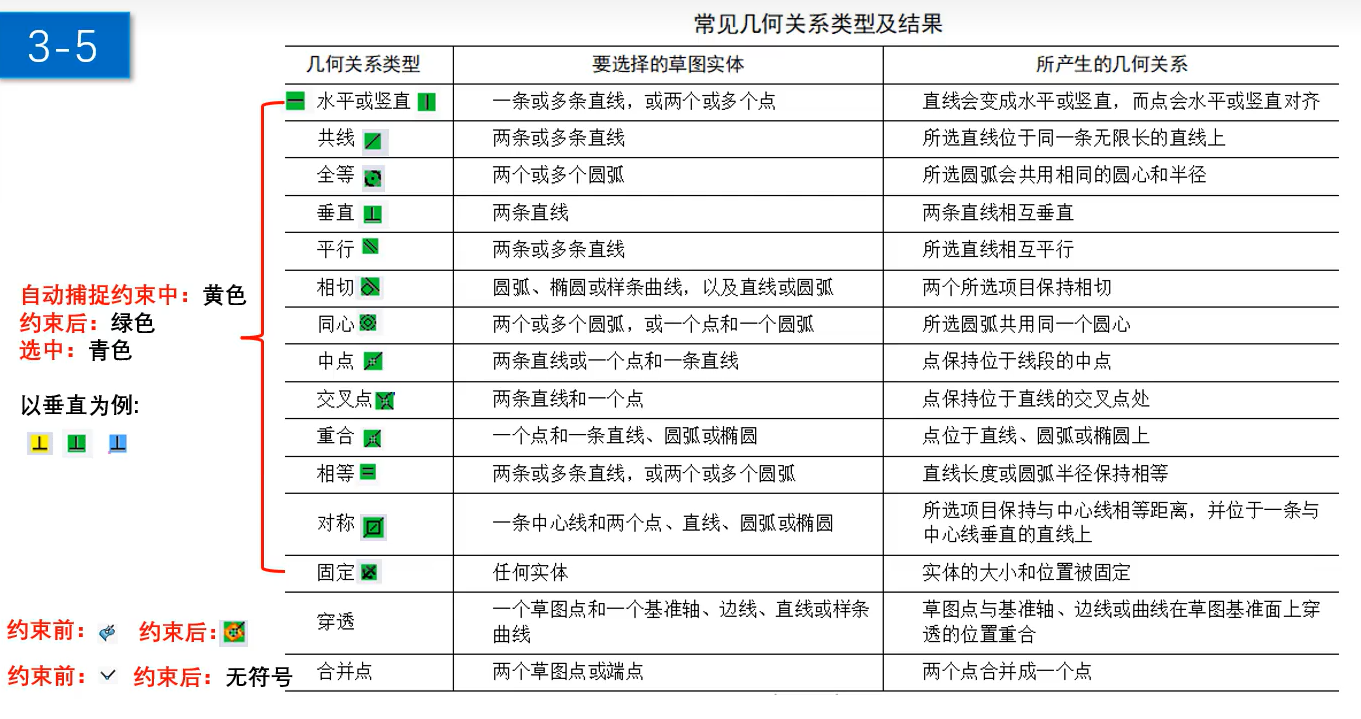 3-5
常见几何关系类型及结果
几何关系类型 要选择的草图实体 所产生的几何关系
水平或竖直 一条或多条直线，或两个或多个点 直线会变成水平或竖直，而点会水平或竖直对齐
共线 两条或多条直线 所选直线位于同一条无限长的直线上
全等 两个或多个圆弧 所选圆弧会共用相同的圆心和半径
垂直 两条直线 两条直线相互垂直
平行 两条或多条直线 所选直线相互平行
相切 圆弧、椭圆或样条曲线，以及直线或圆弧 两个所选项目保持相切
同心 两个或多个圆弧，或一个点和一个圆弧 所选圆弧共用同一个圆心
中点 两条直线或一个点和一条直线 点保持位于线段的中点
交叉点 两条直线和一个点 点保持位于直线的交叉点处
重合 一个点和一条直线、圆弧或椭圆 点位于直线、圆弧或椭圆上
相等 两条或多条直线，或两个或多个圆弧 直线长度或圆弧半径保持相等
对称 一条中心线和两个点、直线、圆弧或椭圆 所选项目保持与中心线相等距离，并位于一条与
中心线垂直的直线上
固定 任何实体 实体的大小和位置被固定
穿透 一个草图点和一个基准轴、边线、直线或样条 草图点与基准轴、边线或曲线在草图基准面上穿
曲线 透的位置重合
合并点 两个草图点或端点 两个点合并成一个点
自动捕捉约束中：黄色
约束后：绿色
选中：青色
以垂直为例:
约束前： 约束后：
约束前： 约束后：无符号